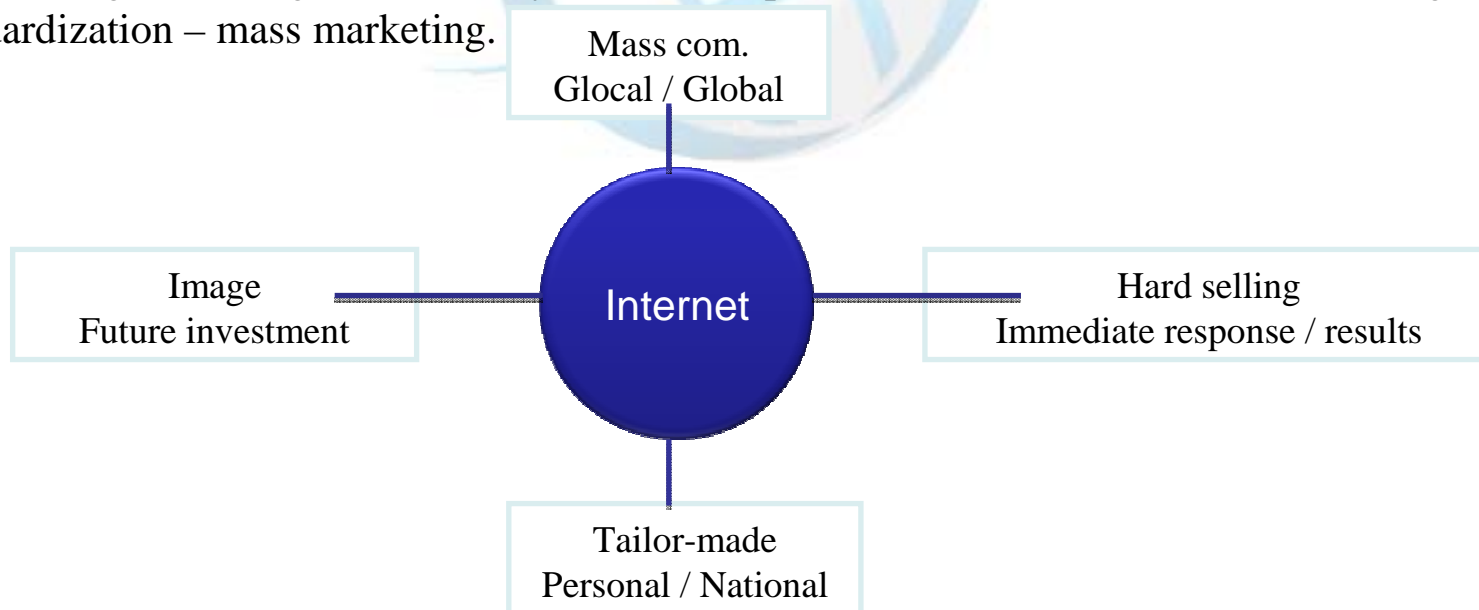 ardization – mass marketing.
Mass com.
Glocal / Global
Image
Future investment
Internet
Hard selling
Immediate response / results
Tailor-made
Personal / National